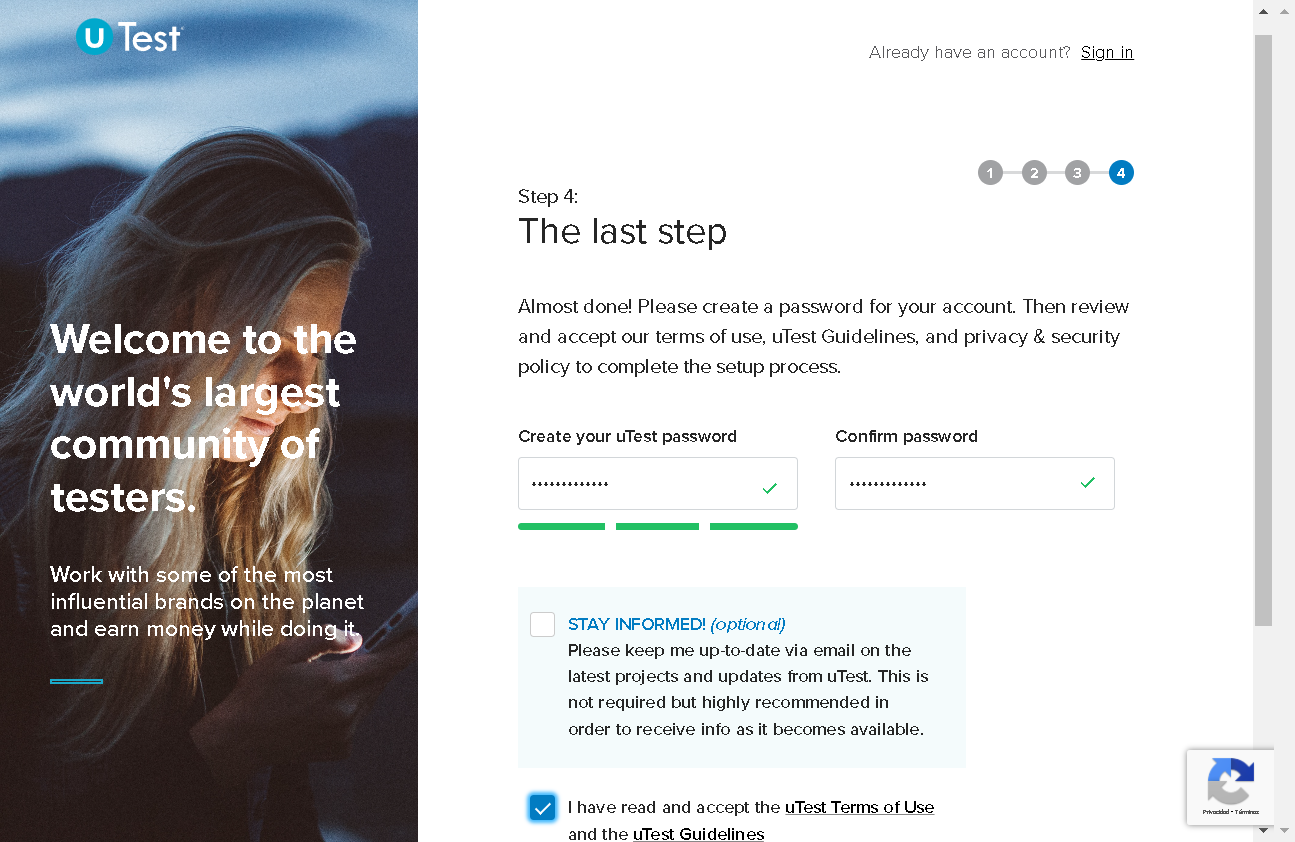 u Test
Already have an account? Sign in
1 2 3 4
Step 4:
The last step
Almost done! Please create a password for your account. Then review
and accept our terms of use, uTest Guidelines, and privacy & security
policy to complete the setup process.
Create your uTest password
Confirm password
•••••••••••••
•••••••••••••
STAY INFORMED! (optional)
Please keep me up-to-date via email on the
latest projects and updates from uTest. This is
not required but highly recommended in
order to receive info as it becomes available.
I have read and accept the uTest Terms of Use
and the uTest Guidelines
Welcome to the
world's largest
community of
testers.
Work with some of the most
influential brands on the planet
and earn money while doing it.
Privacidad - Términos